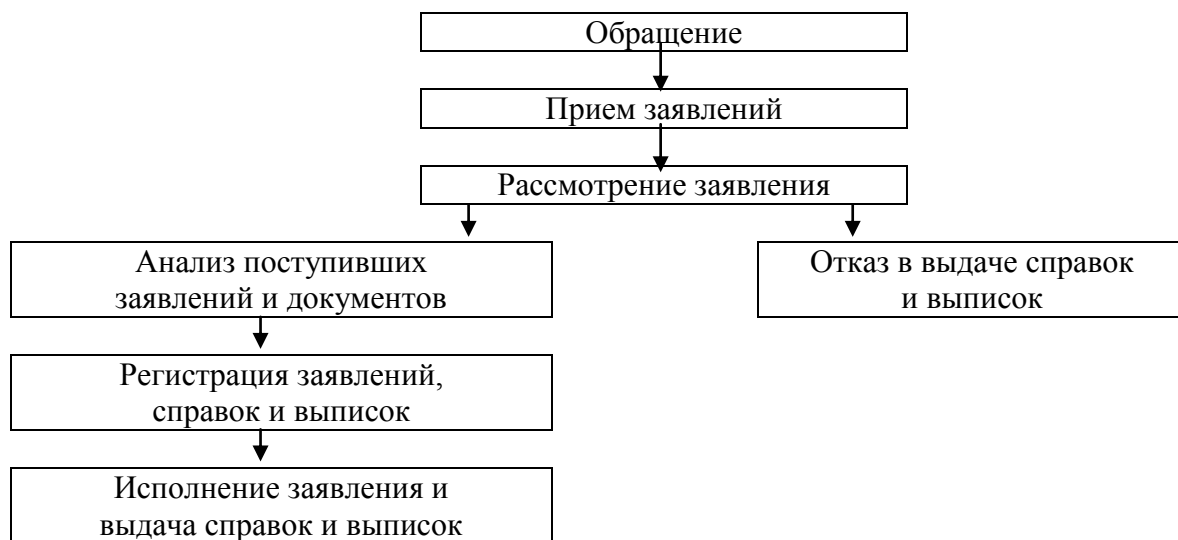 Обращение
Прием заявлений
Рассмотрение заявления
Анализ поступивших
заявлений и документов
Отказ в выдаче справок
и выписок
Регистрация заявлений,
справок и выписок
Исполнение заявления и
выдача справок и выписок